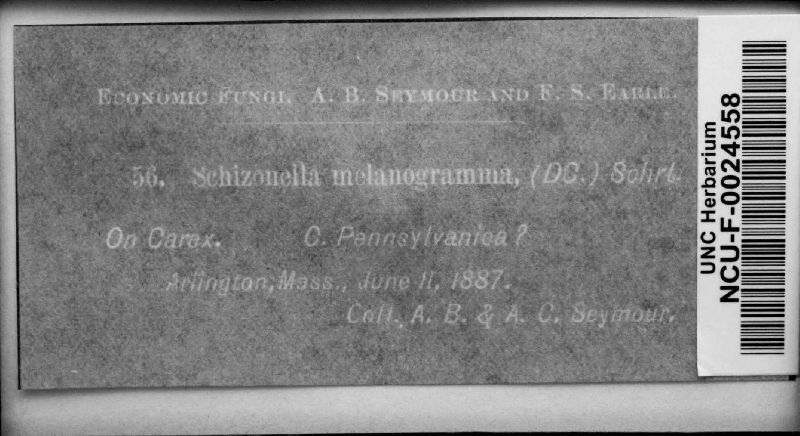 ECONOMIC FUNGI. A. B. SEYMOUR AND F. S. EARLE.
56. Schizonella melanogramma, (DC.) Schrt.
On Carex. C. Pennsylvanica?
Arlington, Mass., June 11, 1887.
Coll. A. B. & A. C. Seymour.
UNC Herbarium
NCU-F-0024558